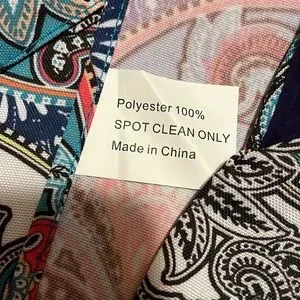 Polyester 100%
SPOT CLEAN ONLY
Made in China